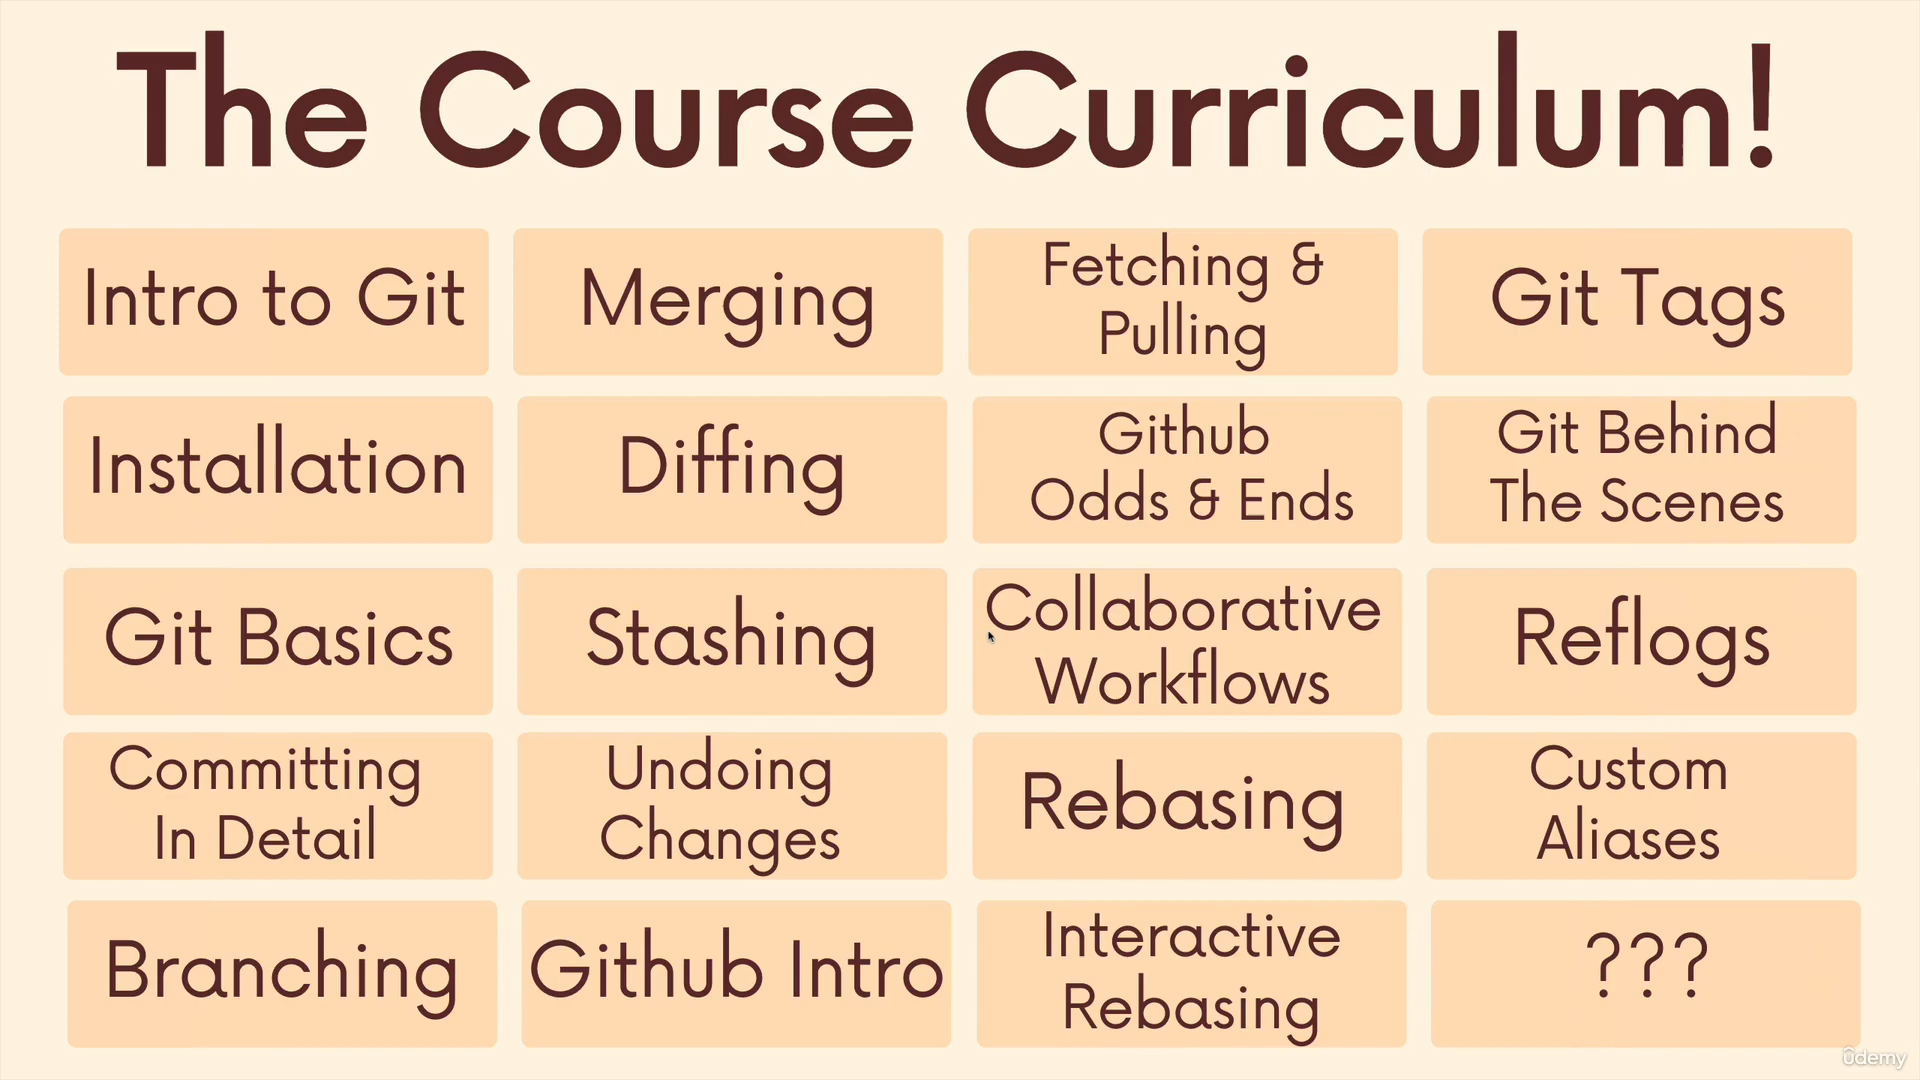 The Course Curriculum!
Intro to Git
Merging
Fetching &
Pulling
Git Tags
Installation
Diffing
Github
Odds & Ends
Git Behind
The Scenes
Git Basics
Stashing
Collaborative
Workflows
Reflogs
Committing
In Detail
Undoing
Changes
Rebasing
Custom
Aliases
Branching
Github Intro
Interactive
Rebasing
???
ûdemy